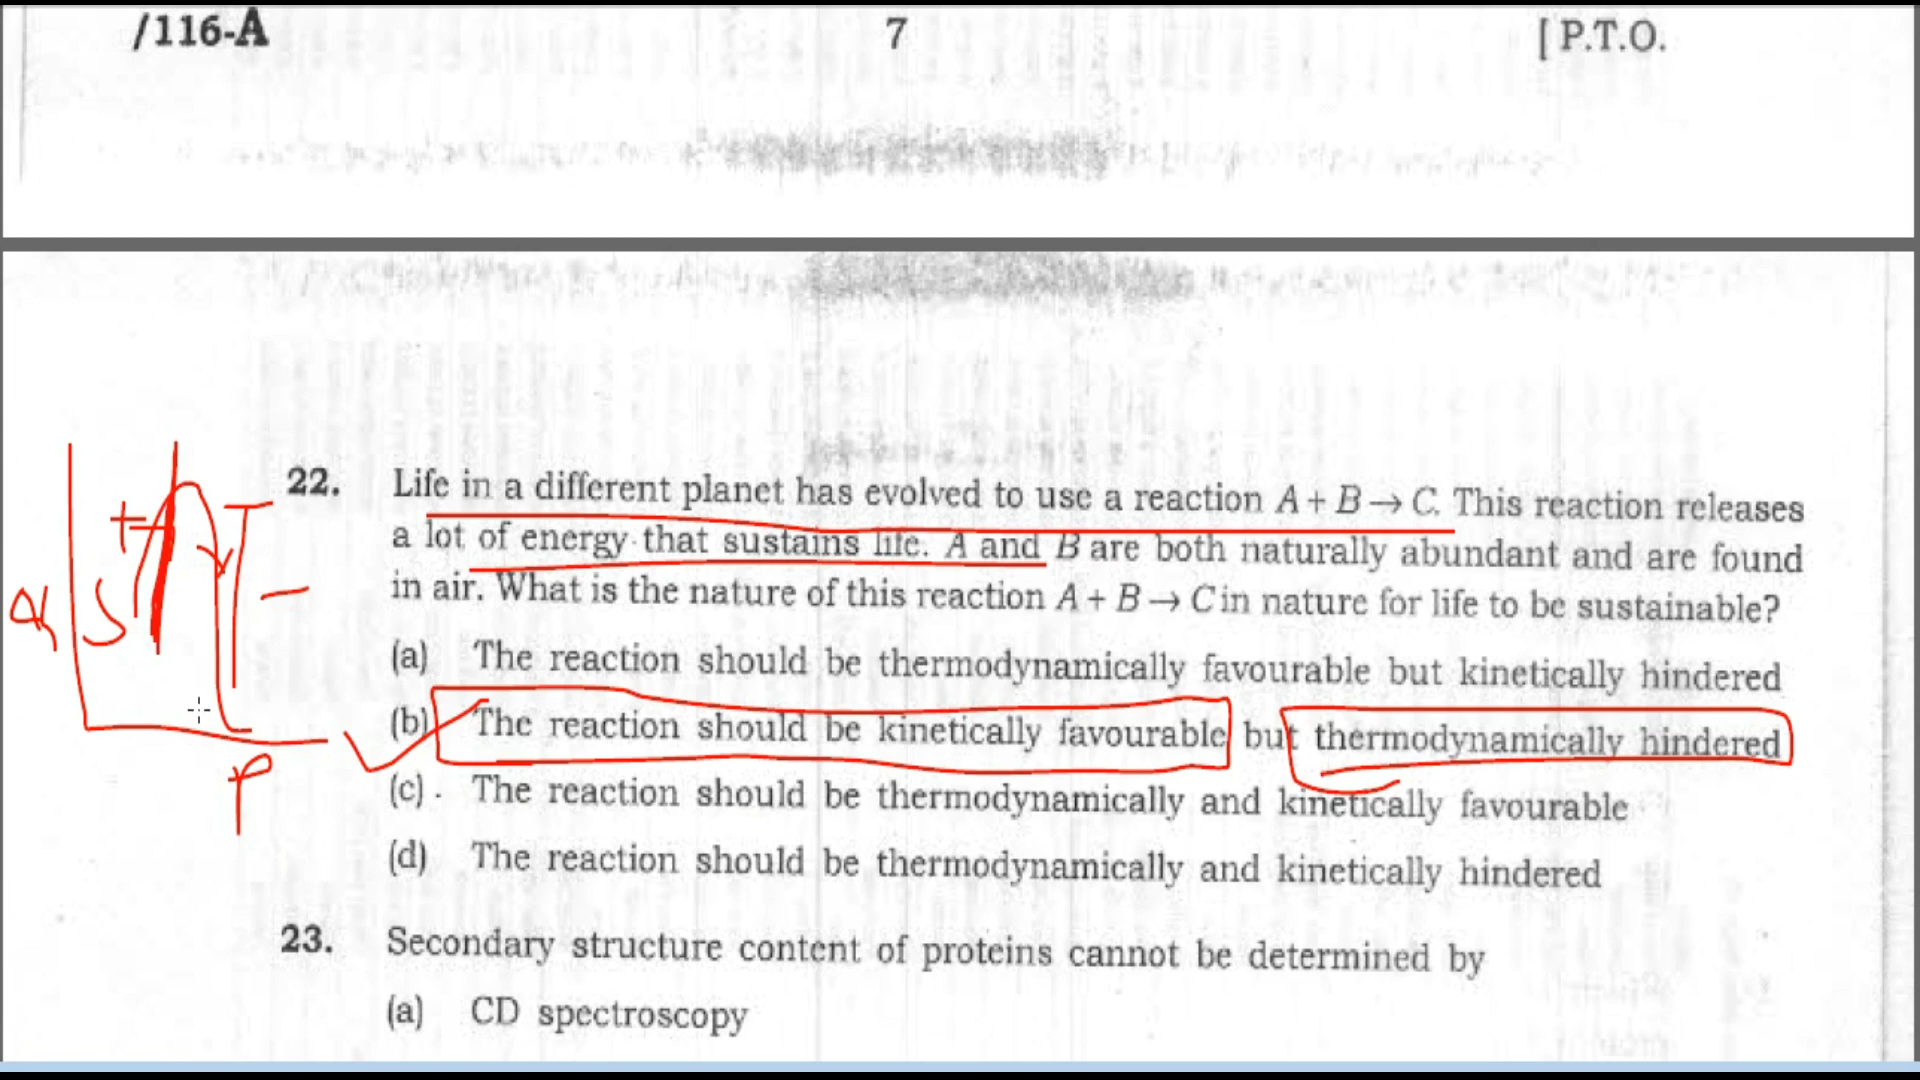 /116-A 7 [ P.T.O.
22. Life in a different planet has evolved to use a reaction A + B → C. This reaction releases
a lot of energy that sustains life. A and B are both naturally abundant and are found
in air. What is the nature of this reaction A + B → C in nature for life to be sustainable?
(a) The reaction should be thermodynamically favourable but kinetically hindered
(b) The reaction should be kinetically favourable but thermodynamically hindered
(c) . The reaction should be thermodynamically and kinetically favourable
(d) The reaction should be thermodynamically and kinetically hindered
S
P
23. Secondary structure content of proteins cannot be determined by
(a) CD spectroscopy